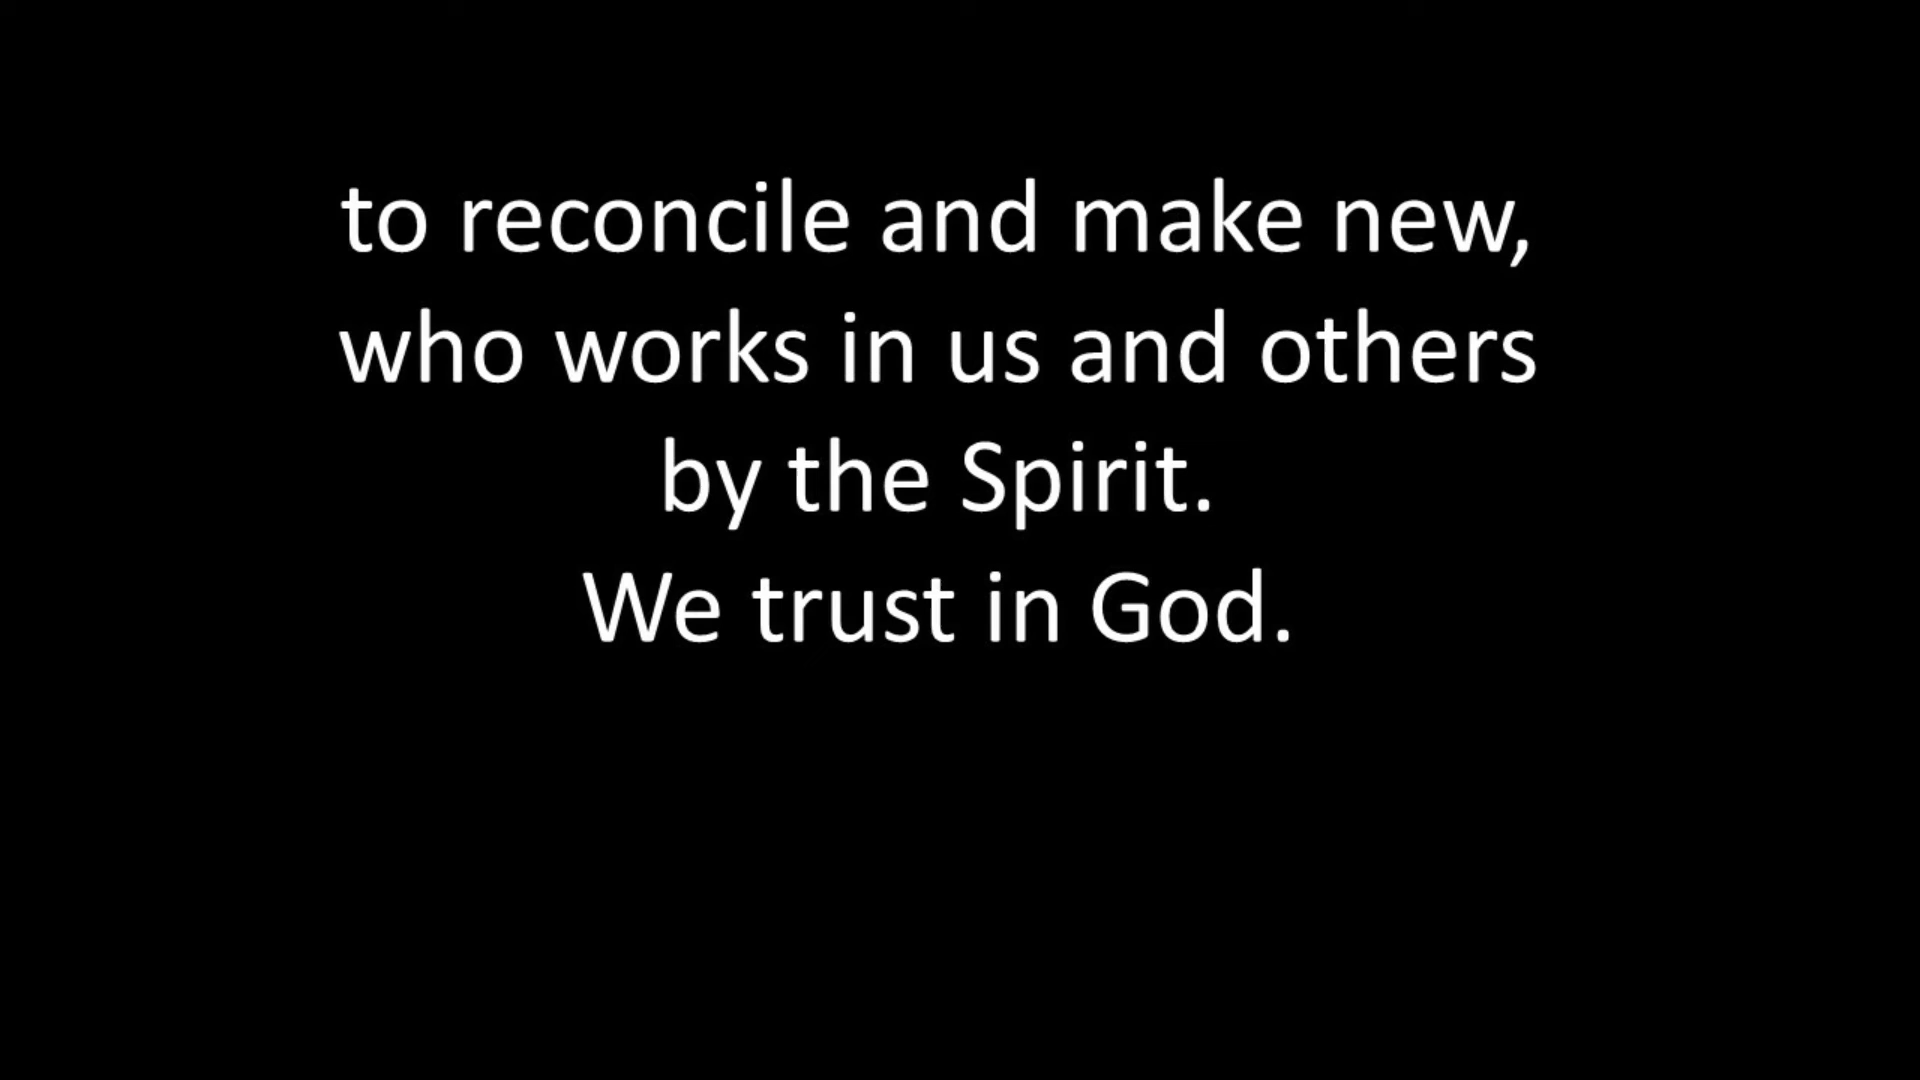 to reconcile and make new,
who works in us and others
by the Spirit.
We trust in God.